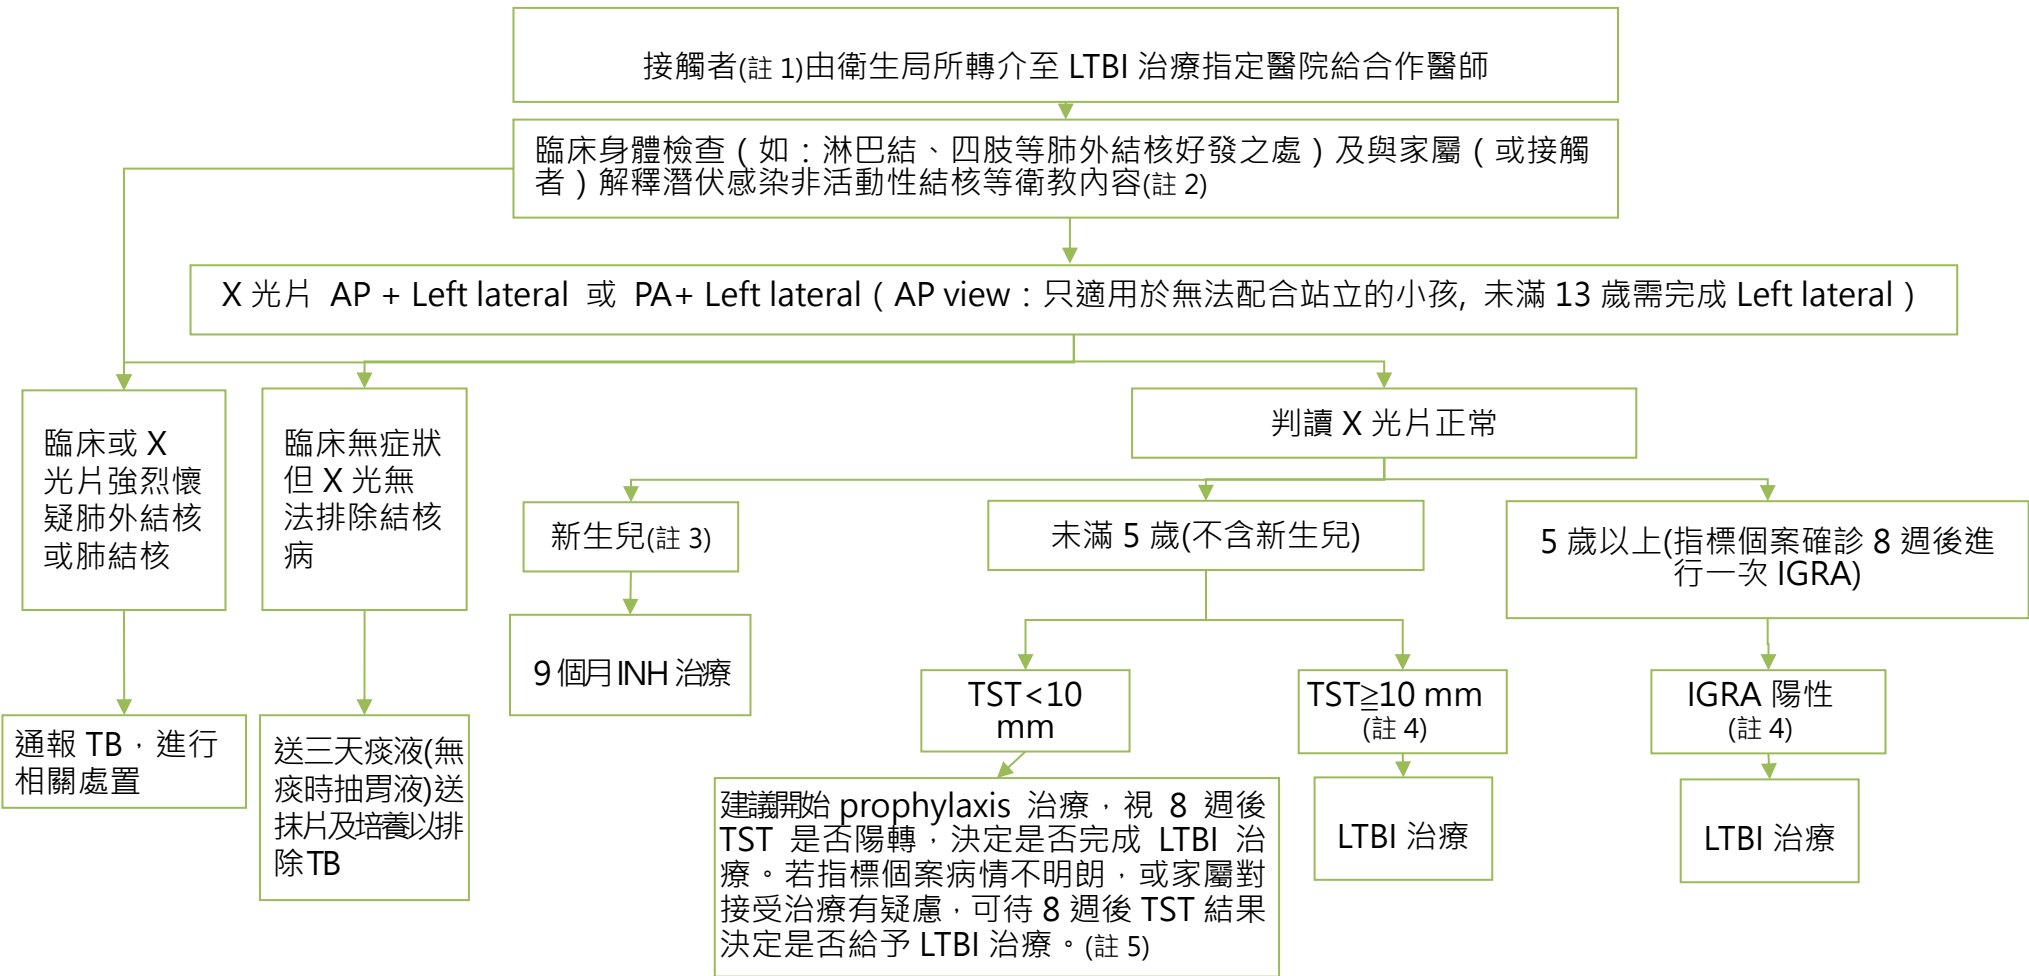 接觸者(註 1)由衛生局所轉介至 LTBI 治療指定醫院給合作醫師
臨床身體檢查（如：淋巴結、四肢等肺外結核好發之處）及與家屬（或接觸
者）解釋潛伏感染非活動性結核等衛教內容(註 2)
X 光片 AP + Left lateral 或 PA+ Left lateral（AP view：只適用於無法配合站立的小孩, 未滿 13 歲需完成 Left lateral）
臨床或 X
光片強烈懷
疑肺外結核
或肺結核
臨床無症狀
但 X 光無
法排除結核
病
判讀 X 光片正常
新生兒(註 3)
未滿 5 歲(不含新生兒)
5 歲以上(指標個案確診 8 週後進
行一次 IGRA)
9 個月 INH 治療
TST<10
mm
TST≧10 mm
(註 4)
IGRA 陽性
(註 4)
通報 TB，進行
相關處置
送三天痰液(無
痰時抽胃液)送
抹片及培養以排
除 TB
建議開始 prophylaxis 治療，視 8 週後
TST 是否陽轉，決定是否完成 LTBI 治
療。若指標個案病情不明朗，或家屬對
接受治療有疑慮，可待 8 週後 TST 結果
決定是否給予 LTBI 治療。(註 5)
LTBI 治療
LTBI 治療